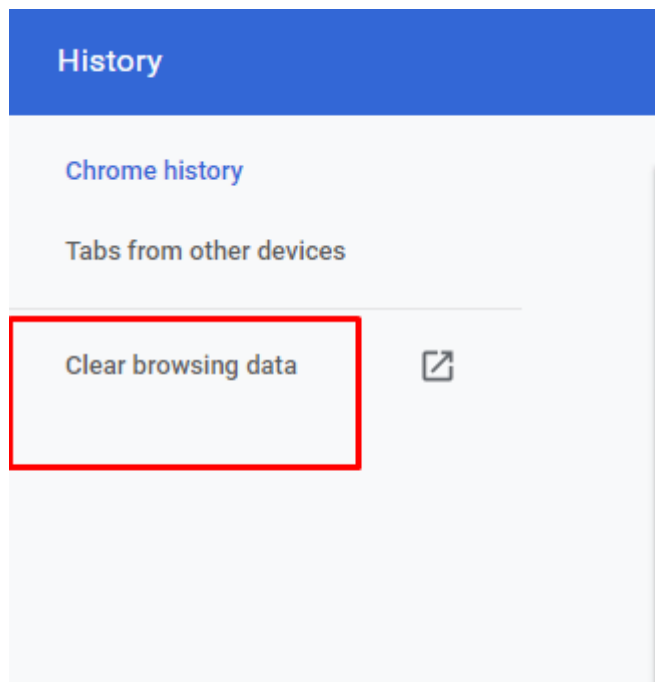 History
Chrome history
Tabs from other devices
Clear browsing data